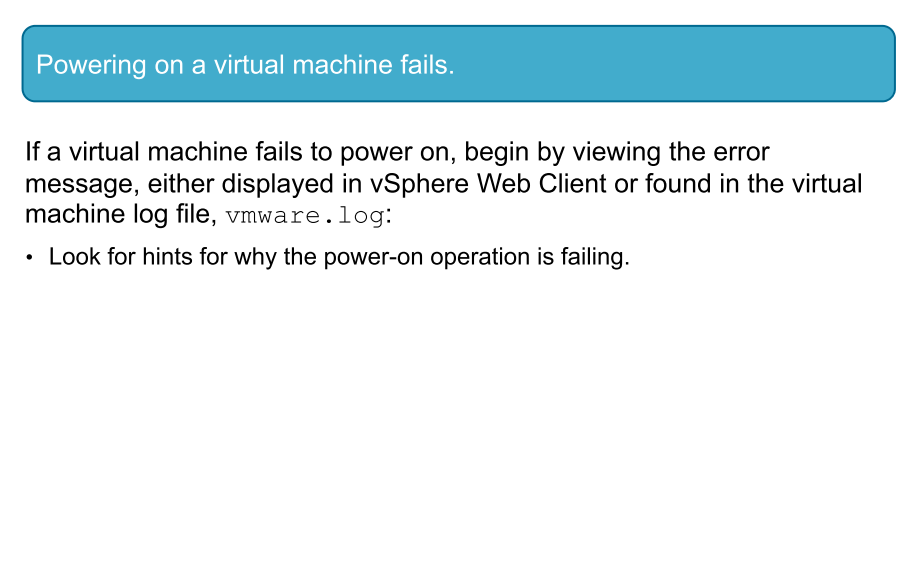 Powering on a virtual machine fails.
If a virtual machine fails to power on, begin by viewing the error
message, either displayed in vSphere Web Client or found in the virtual
machine log file, vmware.log:
• Look for hints for why the power-on operation is failing.